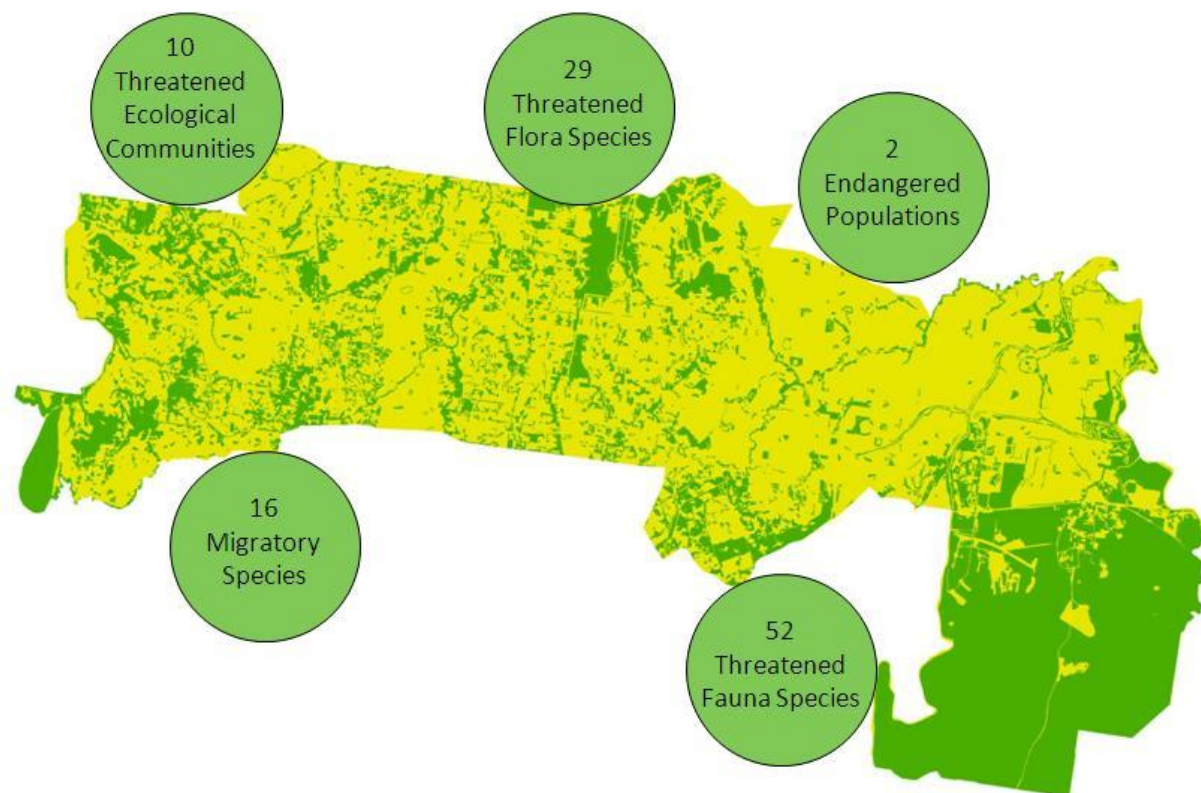 10
Threatened
Ecological
Communities
29
Threatened
Flora Species
2
Endangered
Populations
16
Migratory
Species
52
Threatened
Fauna Species